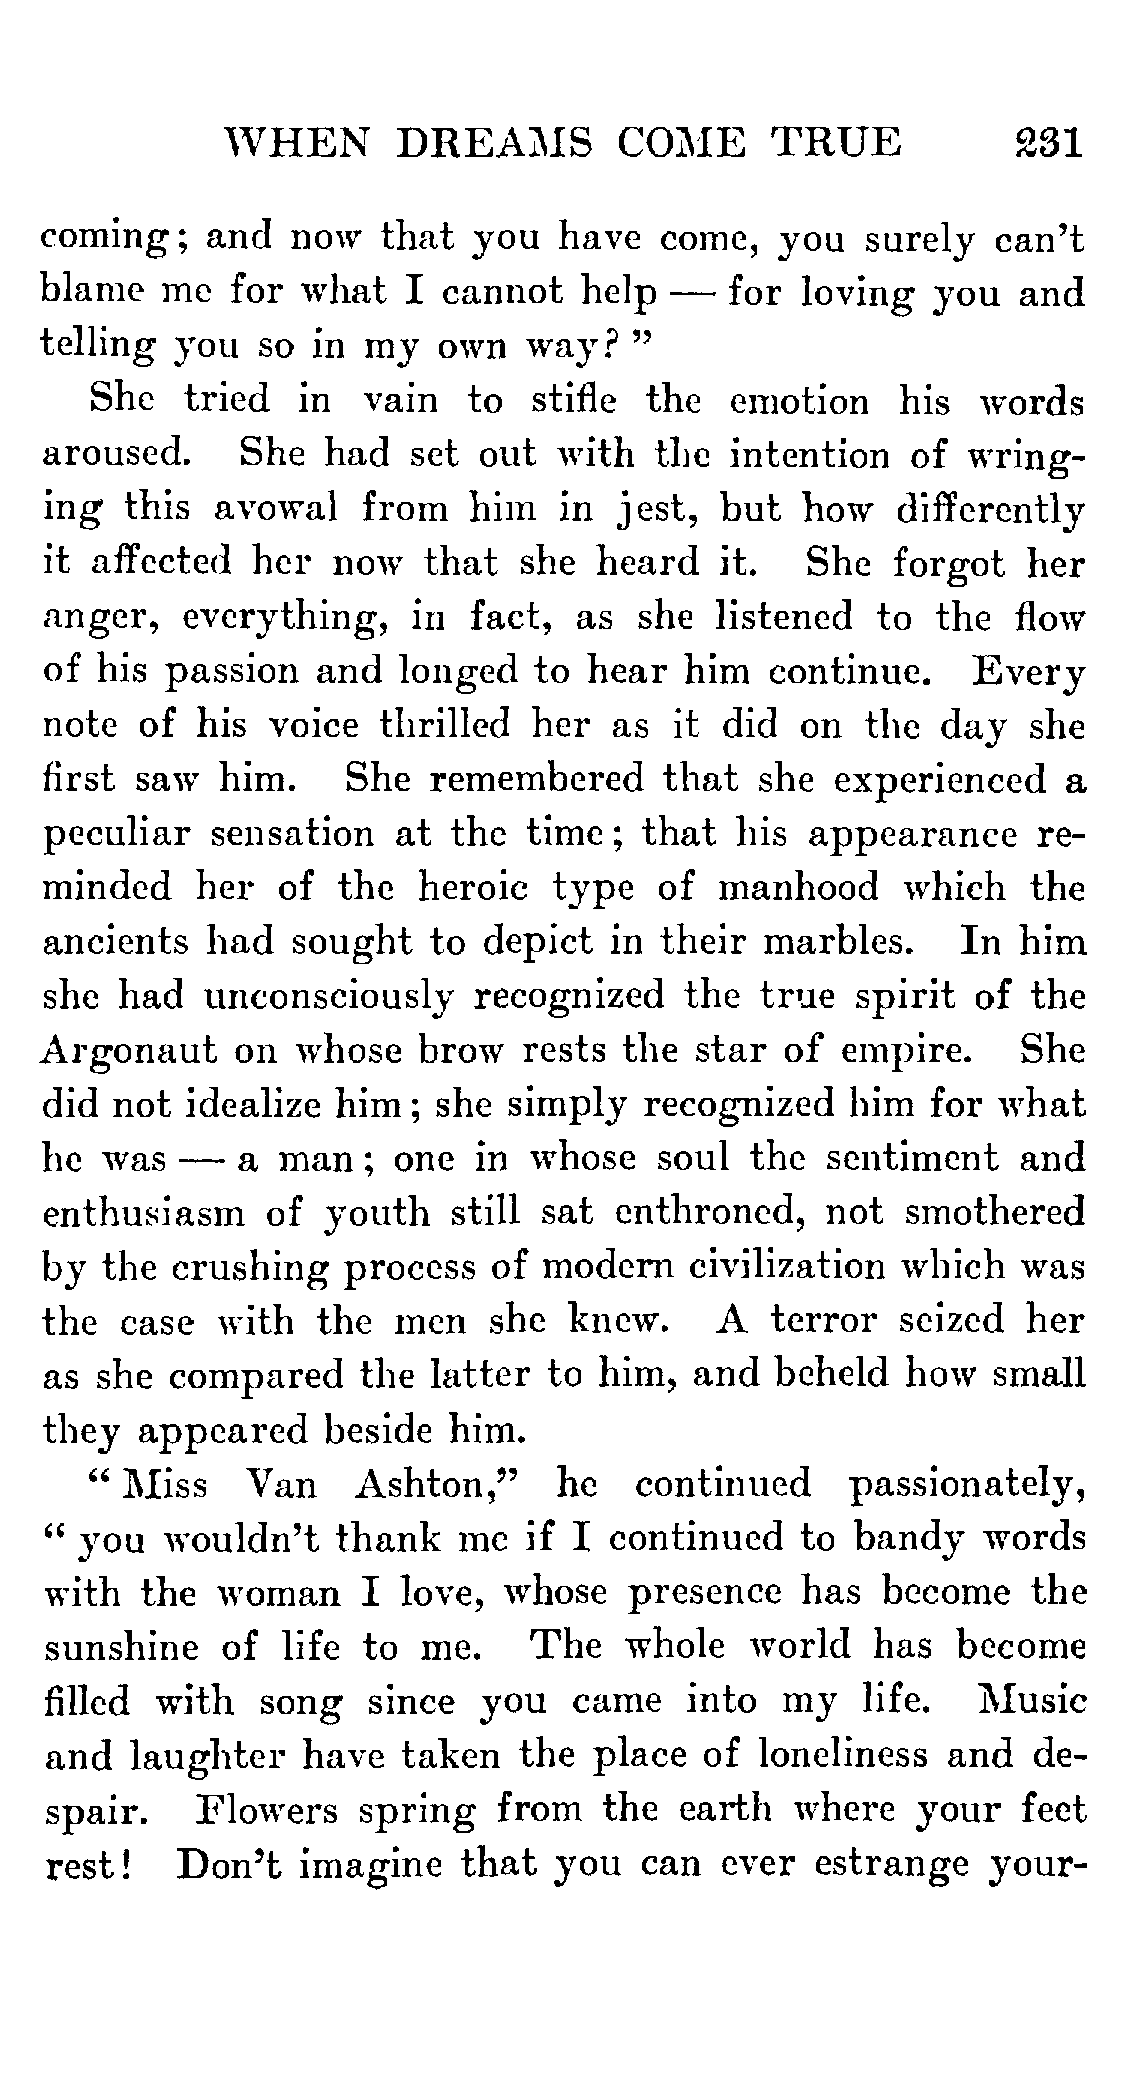 WHEN DREAMS COME TRUE 231
coming; and now that you have come, you surely can't
blame me for what I cannot help — for loving you and
telling you so in my own way?"
She tried in vain to stifle the emotion his words
aroused. She had set out with the intention of wring-
ing this avowal from him in jest, but how differently
it affected her now that she heard it. She forgot her
anger, everything, in fact, as she listened to the flow
of his passion and longed to hear him continue. Every
note of his voice thrilled her as it did on the day she
first saw him. She remembered that she experienced a
peculiar sensation at the time; that his appearance re-
minded her of the heroic type of manhood which the
ancients had sought to depict in their marbles. In him
she had unconsciously recognized the true spirit of the
Argonaut on whose brow rests the star of empire. She
did not idealize him; she simply recognized him for what
he was — a man; one in whose soul the sentiment and
enthusiasm of youth still sat enthroned, not smothered
by the crushing process of modern civilization which was
the case with the men she knew. A terror seized her
as she compared the latter to him, and beheld how small
they appeared beside him.
"Miss Van Ashton," he continued passionately,
"you wouldn't thank me if I continued to bandy words
with the woman I love, whose presence has become the
sunshine of life to me. The whole world has become
filled with song since you came into my life. Music
and laughter have taken the place of loneliness and de-
spair. Flowers spring from the earth where your feet
rest! Don't imagine that you can ever estrange your-